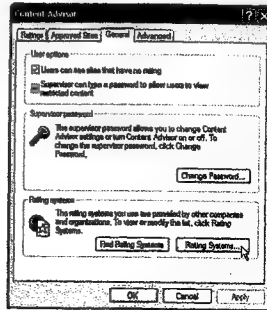 Content Advisor
Ratings Approved Sites General Advanced
User options
Users can see sites that have no rating
Supervisor can type a password to allow users to view
restricted content
Supervisor password
The supervisor password allows you to change Content
Advisor settings or turn Content Advisor on or off. To
change the supervisor password, click Change
Password.
Change Password...
Rating systems
The rating systems you use are provided by other companies
and organizations. To view or modify the list, click Rating
Systems.
Find Rating Systems Rating Systems...
OK Cancel Apply